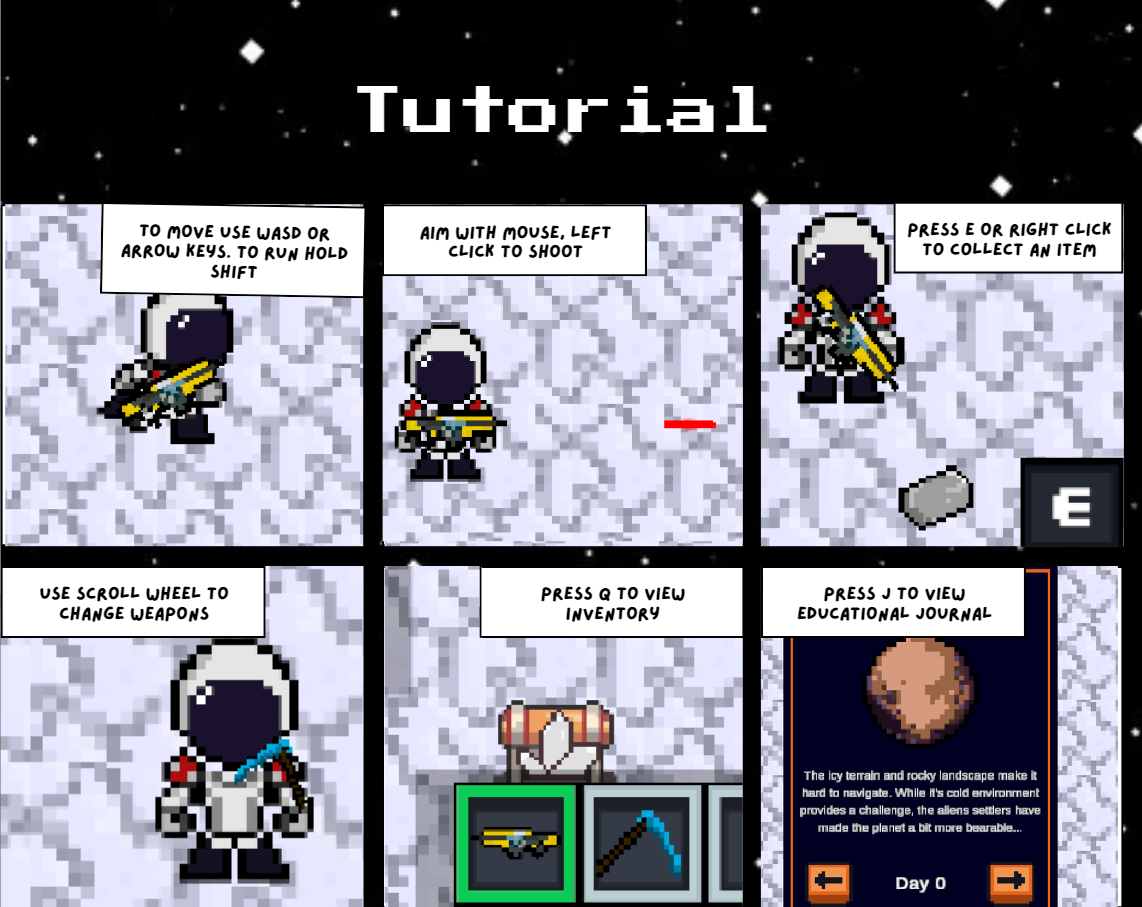 Tutorial
TO MOVE USE WASD OR
ARROW KEYS. TO RUN HOLD
SHIFT
AIM WITH MOUSE, LEFT
CLICK TO SHOOT
PRESS E OR RIGHT CLICK
TO COLLECT AN ITEM
E
USE SCROLL WHEEL TO
CHANGE WEAPONS
PRESS Q TO VIEW
INVENTORY
PRESS J TO VIEW
EDUCATIONAL JOURNAL
The icy terrain and rocky landscape make it
hard to navigate. While it's cold environment
provides a challenge, the aliens settlers have
made the planet a bit more bearable...
Day 0